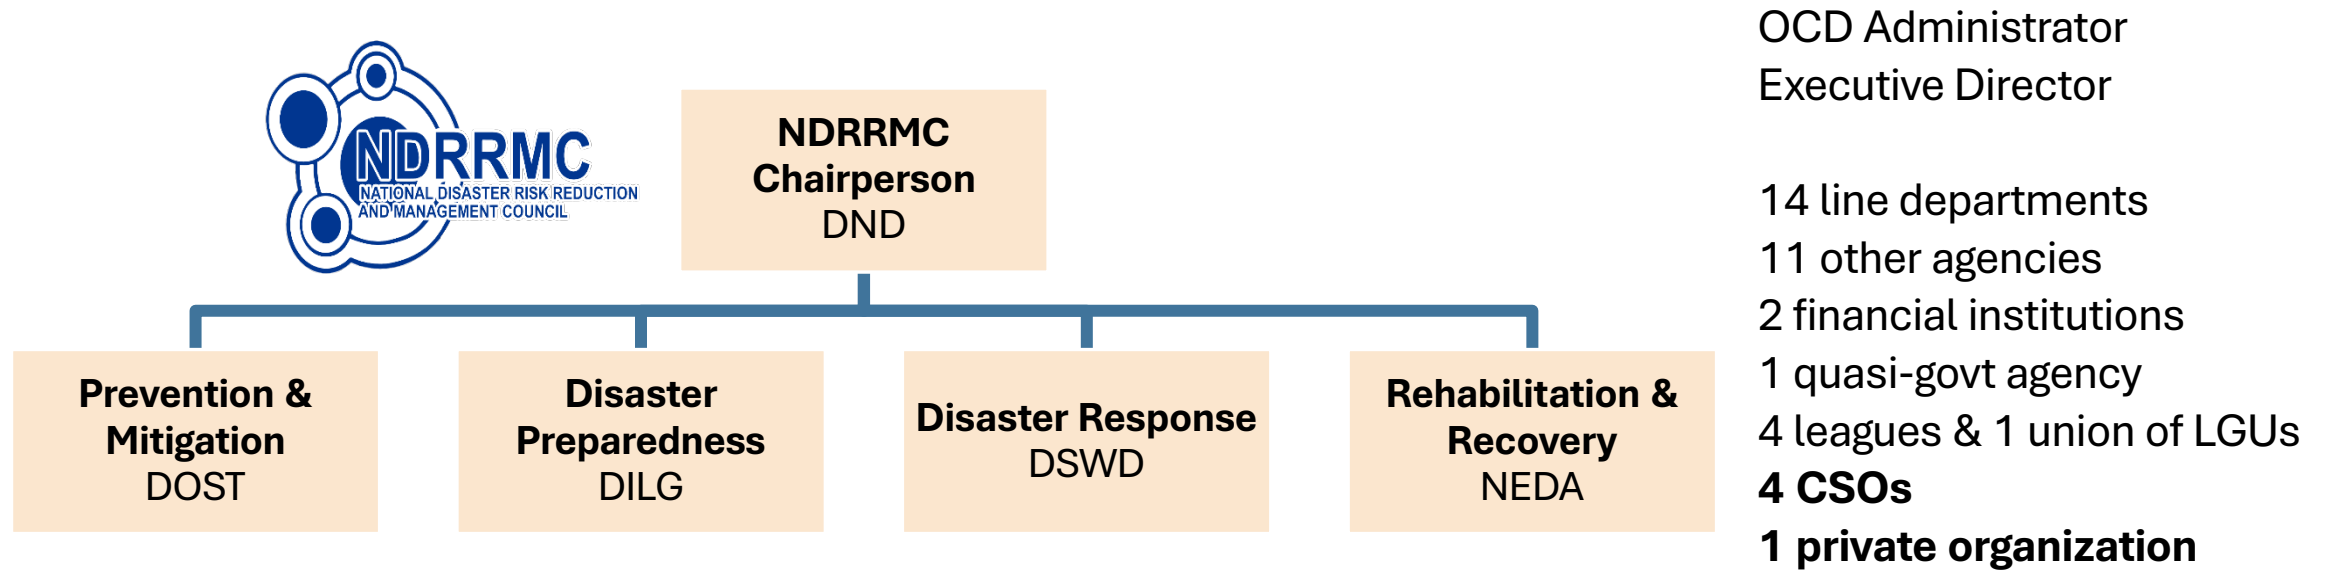 NDRRMC
NATIONAL DISASTER RISK REDUCTION
AND MANAGEMENT COUNCIL
NDRRMC
Chairperson
DND
Prevention &
Mitigation
DOST
Disaster
Preparedness
DILG
Disaster Response
DSWD
Rehabilitation &
Recovery
NEDA
OCD Administrator
Executive Director
14 line departments
11 other agencies
2 financial institutions
1 quasi-govt agency
4 leagues & 1 union of LGUs
4 CSOs
1 private organization